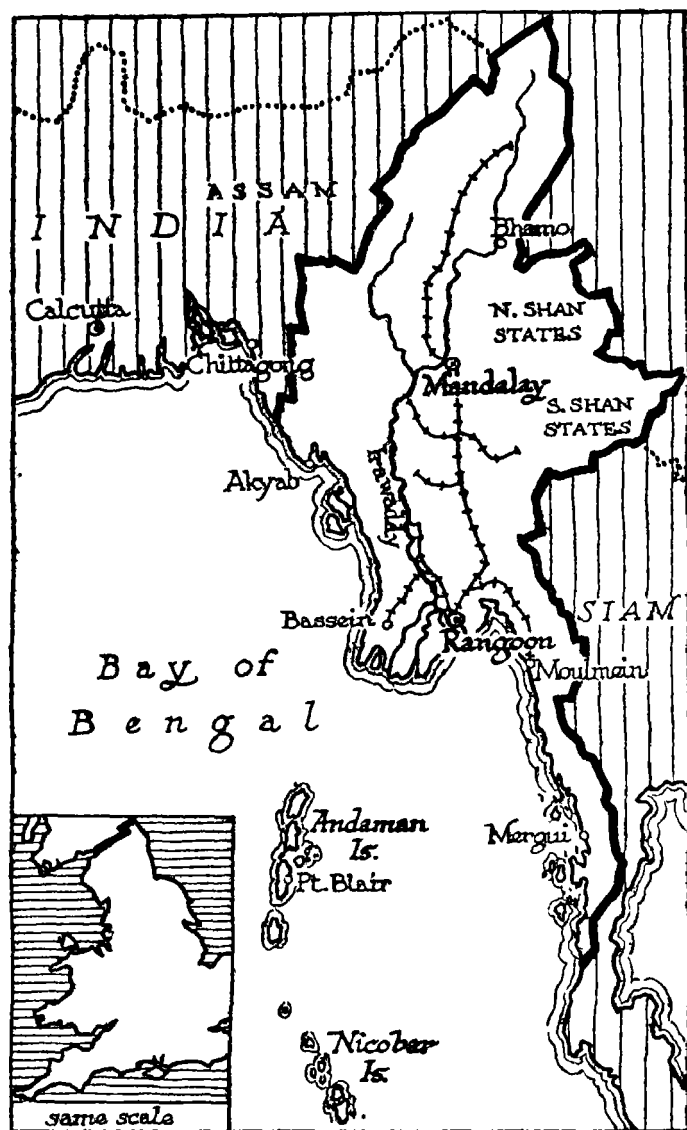 ASSAM
INDIA
Bhamo
Calcutta
N. SHAN
STATES
Chittagong
Mandalay
S. SHAN
STATES
Akyab
Irawaddy
Bassein
Rangoon
SIAM
Moulmein
Bay of
Bengal
Andaman
Is.
Mergui
Pt. Blair
Nicobar
Is.
same scale